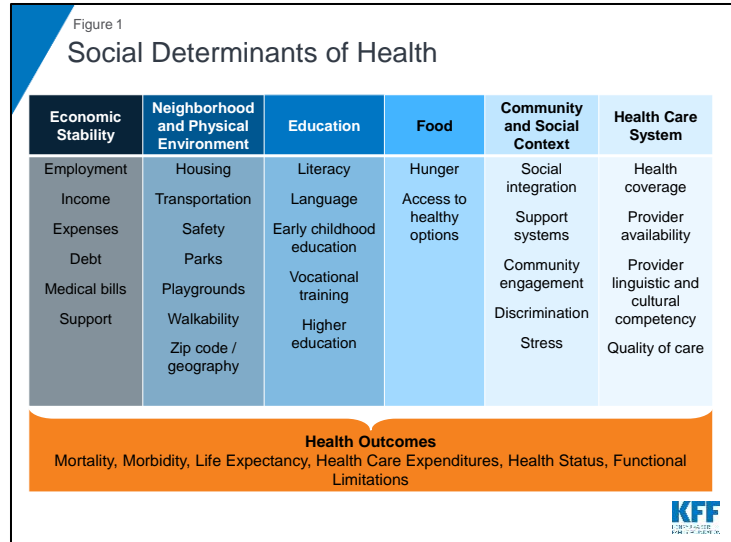 Figure 1
Social Determinants of Health
Economic
Stability
Neighborhood
and Physical
Environment
Education
Food
Community
and Social
Context
Health Care
System
Employment
Income
Expenses
Debt
Medical bills
Support
Housing
Transportation
Safety
Parks
Playgrounds
Walkability
Zip code /
geography
Literacy
Language
Early childhood
education
Vocational
training
Higher
education
Hunger
Access to
healthy
options
Social
integration
Support
systems
Community
engagement
Discrimination
Stress
Health
coverage
Provider
availability
Provider
linguistic and
cultural
competency
Quality of care
Health Outcomes
Mortality, Morbidity, Life Expectancy, Health Care Expenditures, Health Status, Functional
Limitations
KFF